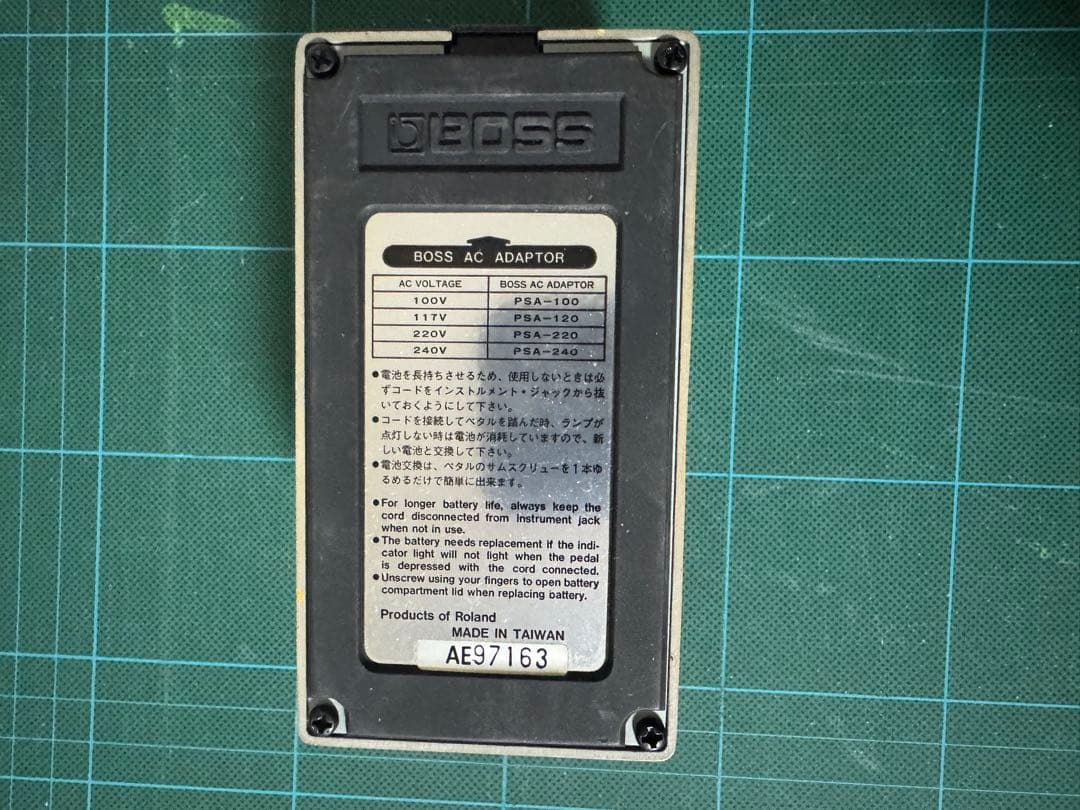 BOSS
BOSS AC ADAPTOR
AC VOLTAGE BOSS AC ADAPTOR
100V PSA-100
117V PSA-120
220V PSA-220
240V PSA-240
●電池を長持ちさせるため、使用しないときは必
ずコードをインストルメント・ジャックから抜
いておくようにして下さい。
●コードを接続してペタルを踏んだ時、ランプが
点灯しない時は電池が消耗していますので、新
しい電池と交換して下さい。
●電池交換は、ペタルのサムスクリューを1本ゆ
るめるだけで簡単に出来ます。
●For longer battery life, always keep the
cord disconnected from instrument jack
when not in use.
●The battery needs replacement if the indi-
cator light will not light when the pedal
is depressed with the cord connected.
●Unscrew using your fingers to open battery
compartment lid when replacing battery.
Products of Roland
MADE IN TAIWAN
AE97163